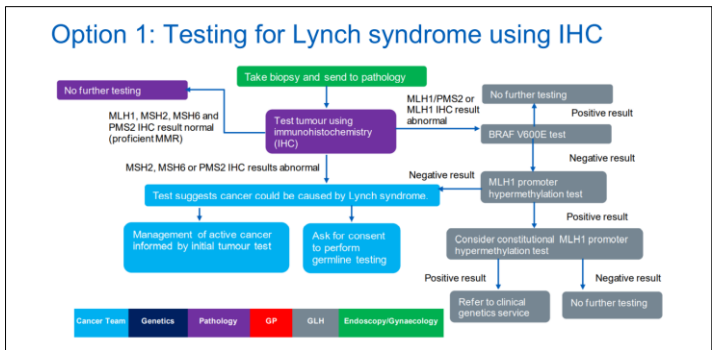 Option 1: Testing for Lynch syndrome using IHC
Take biopsy and send to pathology
No further testing
MLH1, MSH2, MSH6 and
PMS2 IHC result normal
(proficient MMR)
Test tumour using
immunohistochemistry
(IHC)
MLH1/PMS2 or
MLH1 IHC result
abnormal
No further testing
Positive result
BRAF V600E test
Negative result
MSH2, MSH6 or PMS2 IHC results abnormal
Negative result
MLH1 promoter
hypermethylation test
Test suggests cancer could be caused by Lynch syndrome.
Positive result
Management of active cancer
informed by initial tumour test
Ask for consent
to perform
germline testing
Consider constitutional MLH1 promoter
hypermethylation test
Positive result
Negative result
Refer to clinical
genetics service
No further testing
Cancer Team
Genetics
Pathology
GP
GLH
Endoscopy/Gynaecology